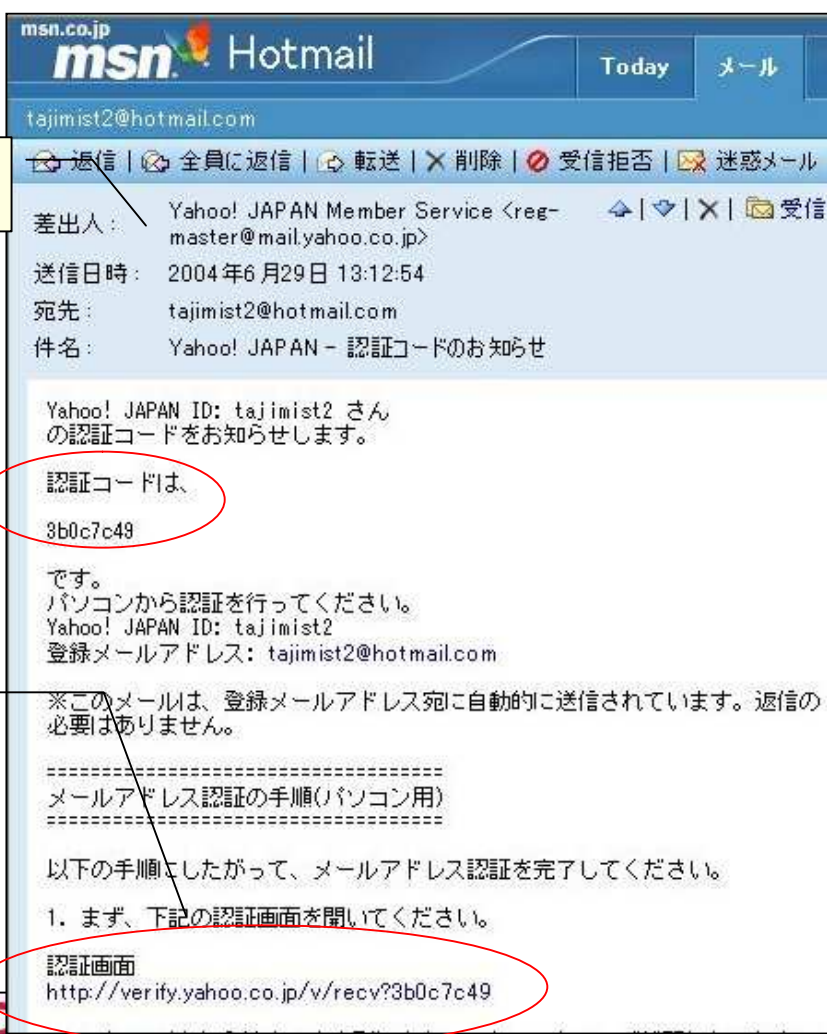 msn.co.jp
msn Hotmail
Today メール
tajimist2@hotmail.com
返信 | 全員に返信 | 転送 | 削除 | 受信拒否 | 迷惑メール
差出人: Yahoo! JAPAN Member Service <reg-
master@mail.yahoo.co.jp>
受信
送信日時: 2004年6月29日 13:12:54
宛先: tajimist2@hotmail.com
件名: Yahoo! JAPAN - 認証コードのお知らせ
Yahoo! JAPAN ID: tajimist2 さん
の認証コードをお知らせします。
認証コードは、
3b0c7c49
です。
パソコンから認証を行ってください。
Yahoo! JAPAN ID: tajimist2
登録メールアドレス: tajimist2@hotmail.com
※このメールは、登録メールアドレス宛に自動的に送信されています。返信の
必要はありません。
====================================
メールアドレス認証の手順(パソコン用)
====================================
以下の手順にしたがって、メールアドレス認証を完了してください。
1. まず、下記の認証画面を開いてください。
認証画面
http://verify.yahoo.co.jp/v/recv?3b0c7c49